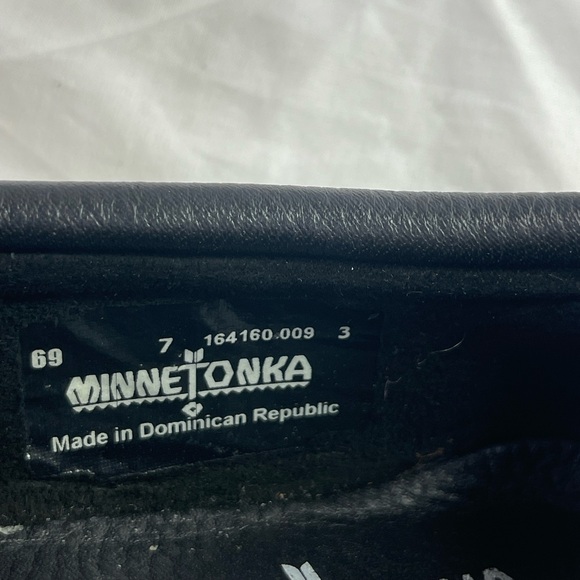 69 7 164160.009 3
MINNETONKA
Made in Dominican Republic